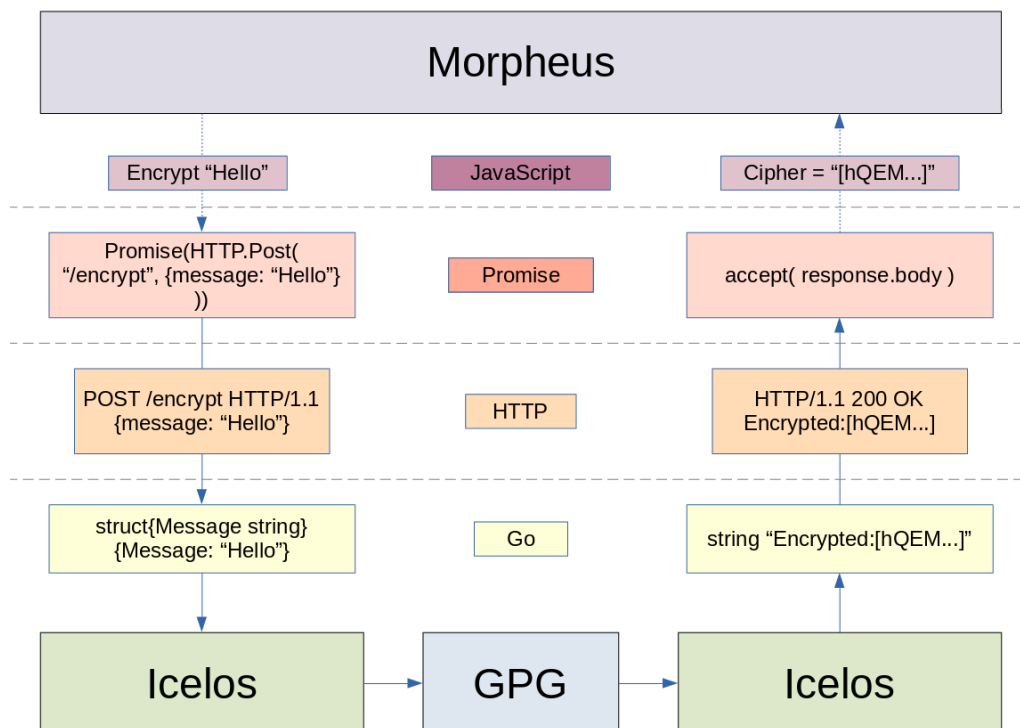 Morpheus
Encrypt “Hello”
JavaScript
Cipher = “[hQEM...]”
Promise(HTTP.Post(
“/encrypt”, {message: “Hello”}
))
Promise
accept( response.body )
POST /encrypt HTTP/1.1
{message: “Hello”}
HTTP
HTTP/1.1 200 OK
Encrypted:[hQEM...]
struct{Message string}
{Message: “Hello”}
Go
string “Encrypted:[hQEM...]”
Icelos
GPG
Icelos